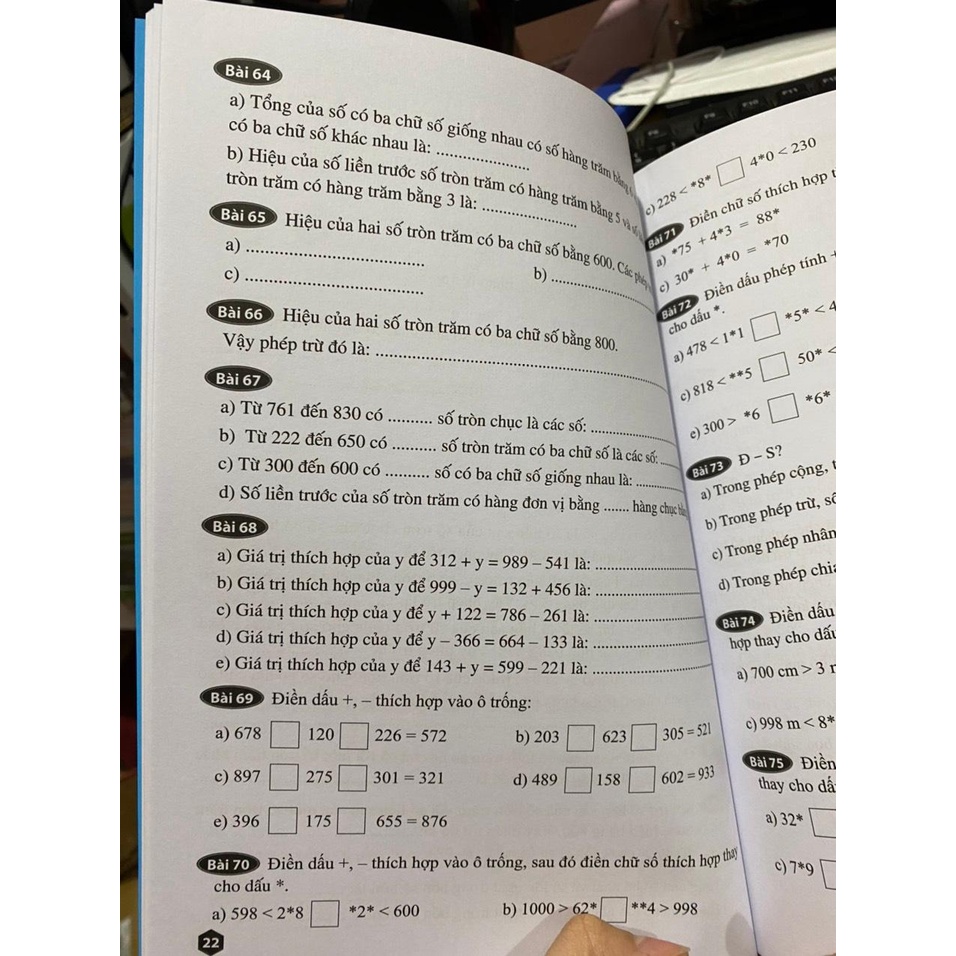 Bài 64
a) Tổng của số có ba chữ số giống nhau có số hàng trăm bằng
có ba chữ số khác nhau là: ....................
b) Hiệu của số liền trước số tròn trăm có hàng trăm bằng 5 và số
tròn trăm có hàng trăm bằng 3 là: ....................
Bài 65 Hiệu của hai số tròn trăm có ba chữ số bằng 600. Các phép
a) .................... b) ....................
c) ....................
Bài 66 Hiệu của hai số tròn trăm có ba chữ số bằng 800.
Vậy phép trừ đó là: ....................
Bài 67
a) Từ 761 đến 830 có .......... số tròn chục là các số: ....................
b) Từ 222 đến 650 có .......... số tròn trăm có ba chữ số là các số: ......
c) Từ 300 đến 600 có .......... số có ba chữ số giống nhau là: ..........
d) Số liền trước của số tròn trăm có hàng đơn vị bằng ....... hàng chục
Bài 68
a) Giá trị thích hợp của y để 312 + y = 989 – 541 là: ....................
b) Giá trị thích hợp của y để 999 – y = 132 + 456 là: ....................
c) Giá trị thích hợp của y để y + 122 = 786 – 261 là: ....................
d) Giá trị thích hợp của y để y – 366 = 664 – 133 là: ....................
e) Giá trị thích hợp của y để 143 + y = 599 – 221 là: ....................
Bài 69 Điền dấu +, – thích hợp vào ô trống:
a) 678 □ 120 □ 226 = 572 b) 203 □ 623 □ 305 = 521
c) 897 □ 275 □ 301 = 321 d) 489 □ 158 □ 602 = 933
e) 396 □ 175 □ 655 = 876
Bài 70 Điền dấu +, – thích hợp vào ô trống, sau đó điền chữ số thích hợp thay
cho dấu *.
a) 598 < 2*8 □ *2* < 600 b) 1000 > 62* □ **4 > 998
22
c) 228 < *8* □ 4*0 < 230
Bài 71 Điền chữ số thích hợp
a) *75 + 4*3 = 88*
c) 30* + 4*0 = *70
Bài 72 Điền dấu phép tính
cho dấu *.
a) 478 < 1*1 □ *5* < 4
c) 818 < **5 □ 50* <
e) 300 > *6 □ *6*
Bài 73 Đ – S?
a) Trong phép cộng,
b) Trong phép trừ, số
c) Trong phép nhân
d) Trong phép chia
Bài 74 Điền dấu
hợp thay cho dấu
a) 700 cm > 3
c) 998 m < 8*
Bài 75 Điền
thay cho dấ
a) 32* □
c) 7*9 □